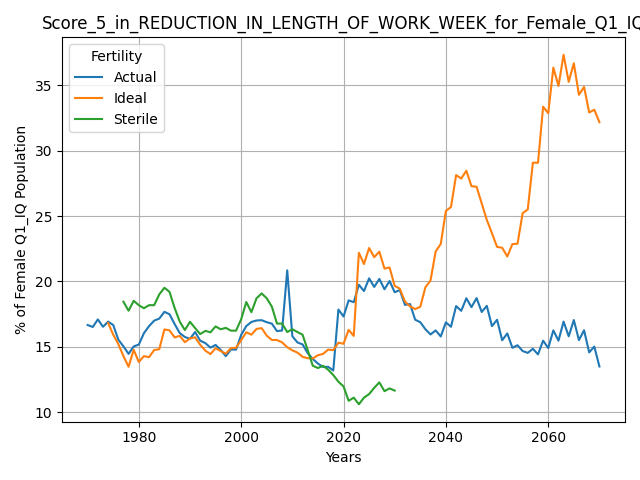 Score_5_in_REDUCTION_IN_LENGTH_OF_WORK_WEEK_for_Female_Q1_IQ
Fertility
Actual
Ideal
Sterile
% of Female Q1_IQ Population
35
30
25
20
15
10
1980
2000
2020
2040
2060
Years